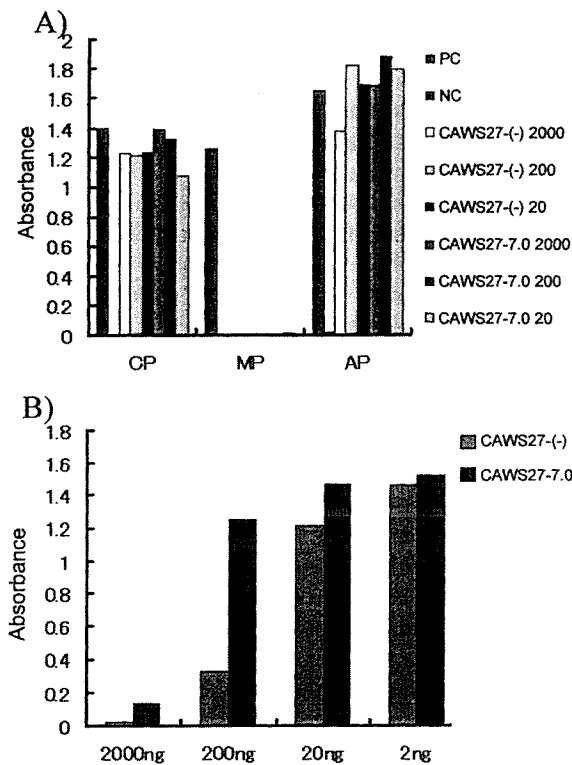 A)
2
1.8
1.6
1.4
1.2
1
0.8
0.6
0.4
0.2
0
Absorbance
CP MP AP
PC
NC
CAWS27-(-) 2000
CAWS27-(-) 200
CAWS27-(-) 20
CAWS27-7.0 2000
CAWS27-7.0 200
CAWS27-7.0 20
B)
1.8
1.6
1.4
1.2
1
0.8
0.6
0.4
0.2
0
Absorbance
2000ng 200ng 20ng 2ng
CAWS27-(-)
CAWS27-7.0